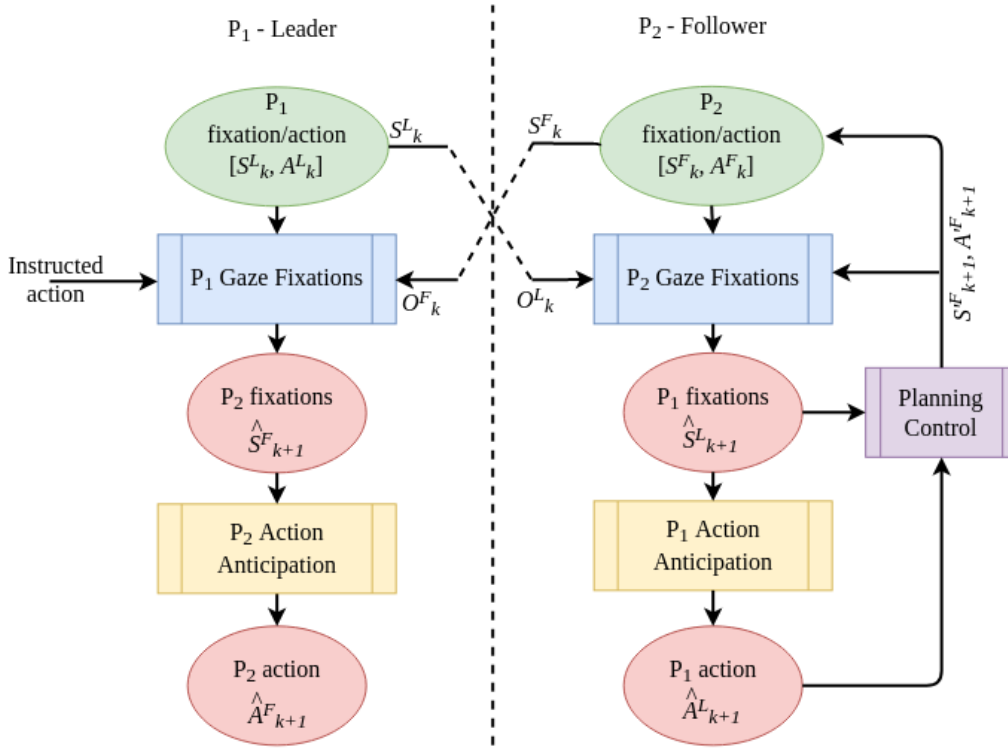 P₁ - Leader
P₂ - Follower
P₁
fixation/action
[Sᴸₖ, Aᴸₖ]
Sᴸₖ
Sᶠₖ
P₂
fixation/action
[Sᶠₖ, Aᶠₖ]
Instructed
action
P₁ Gaze Fixations
Oᶠₖ
Oᴸₖ
P₂ Gaze Fixations
S'ᶠₖ₊₁, A'ᶠₖ₊₁
P₂ fixations
Ŝᶠₖ₊₁
P₁ fixations
Ŝᴸₖ₊₁
Planning
Control
P₂ Action
Anticipation
P₁ Action
Anticipation
P₂ action
Âᶠₖ₊₁
P₁ action
Âᴸₖ₊₁